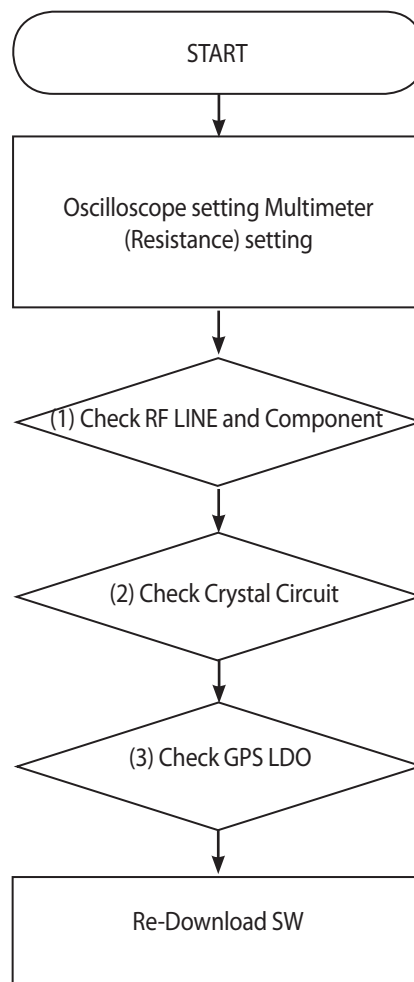 START
Oscilloscope setting Multimeter
(Resistance) setting
(1) Check RF LINE and Component
(2) Check Crystal Circuit
(3) Check GPS LDO
Re-Download SW